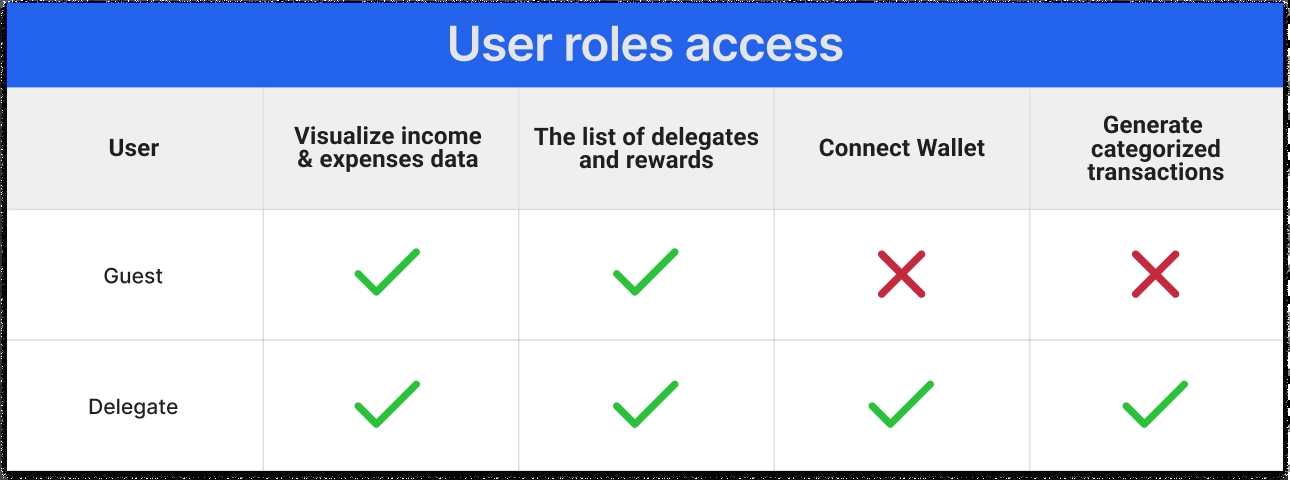 User roles access
User
Visualize income
& expenses data
The list of delegates
and rewards
Connect Wallet
Generate
categorized
transactions
Guest
Delegate